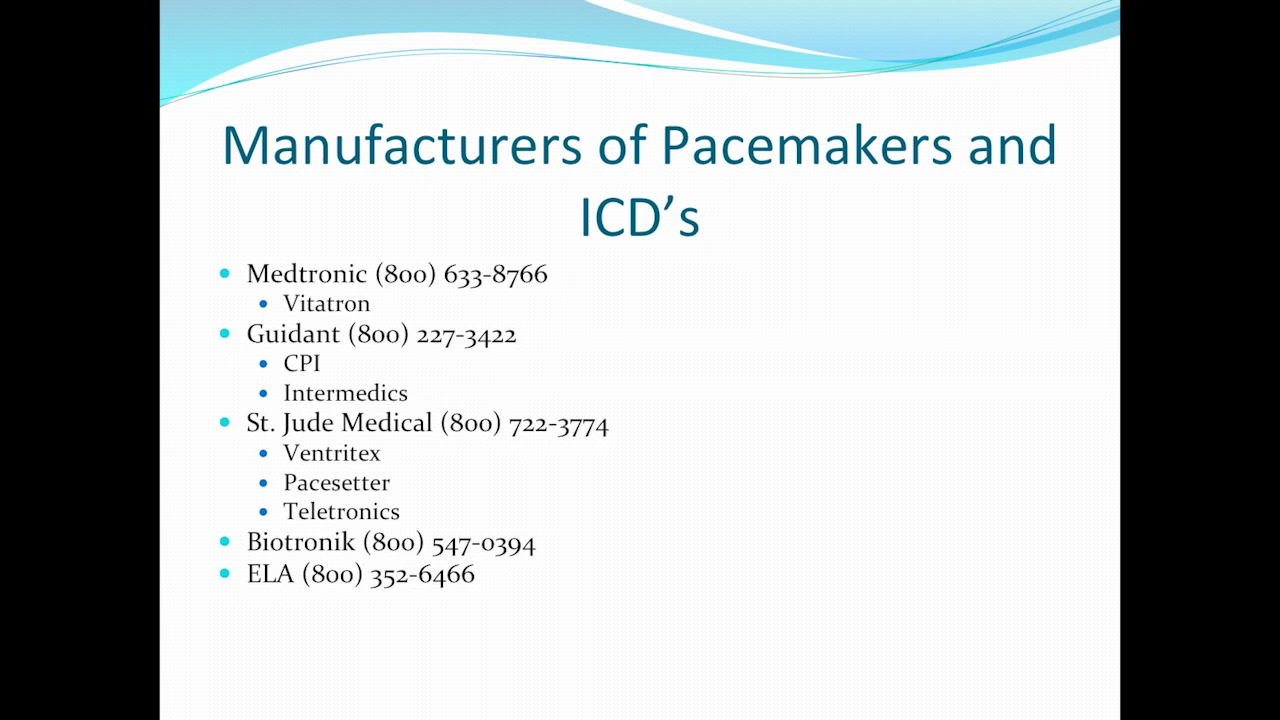 Manufacturers of Pacemakers and
ICD’s
Medtronic (800) 633-8766
Vitatron
Guidant (800) 227-3422
CPI
Intermedics
St. Jude Medical (800) 722-3774
Ventritex
Pacesetter
Teletronics
Biotronik (800) 547-0394
ELA (800) 352-6466